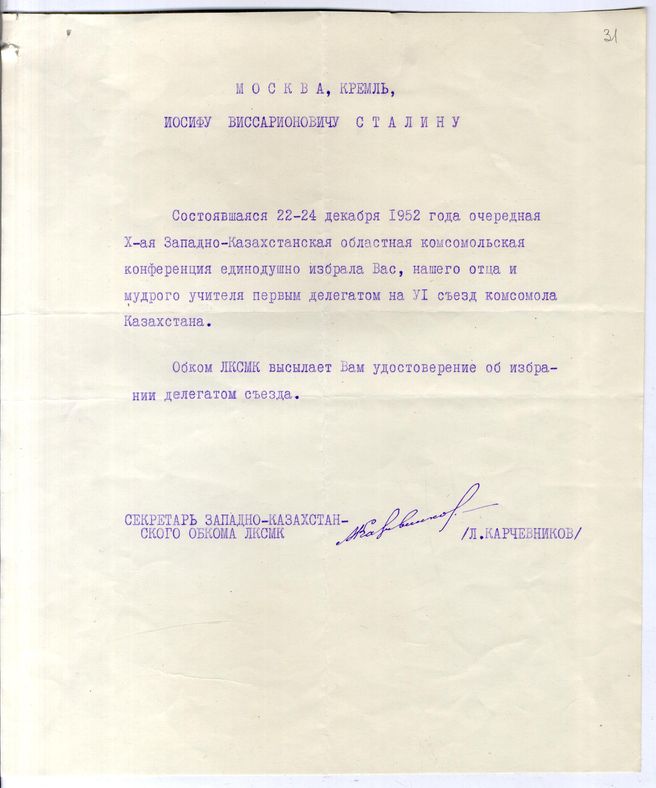 31
М О С К В А, КРЕМЛЬ,
ИОСИФУ ВИССАРИОНОВИЧУ С Т А Л И Н У
Состоявшаяся 22-24 декабря 1952 года очередная
X-ая Западно-Казахстанская областная комсомольская
конференция единодушно избрала Вас, нашего отца и
мудрого учителя первым делегатом на УI съезд комсомола
Казахстана.
Обком ЛКСМК высылает Вам удостоверение об избра-
нии делегатом съезда.
СЕКРЕТАРЬ ЗАПАДНО-КАЗАХСТАН-
СКОГО ОБКОМА ЛКСМК
/Л.КАРЧЕВНИКОВ/